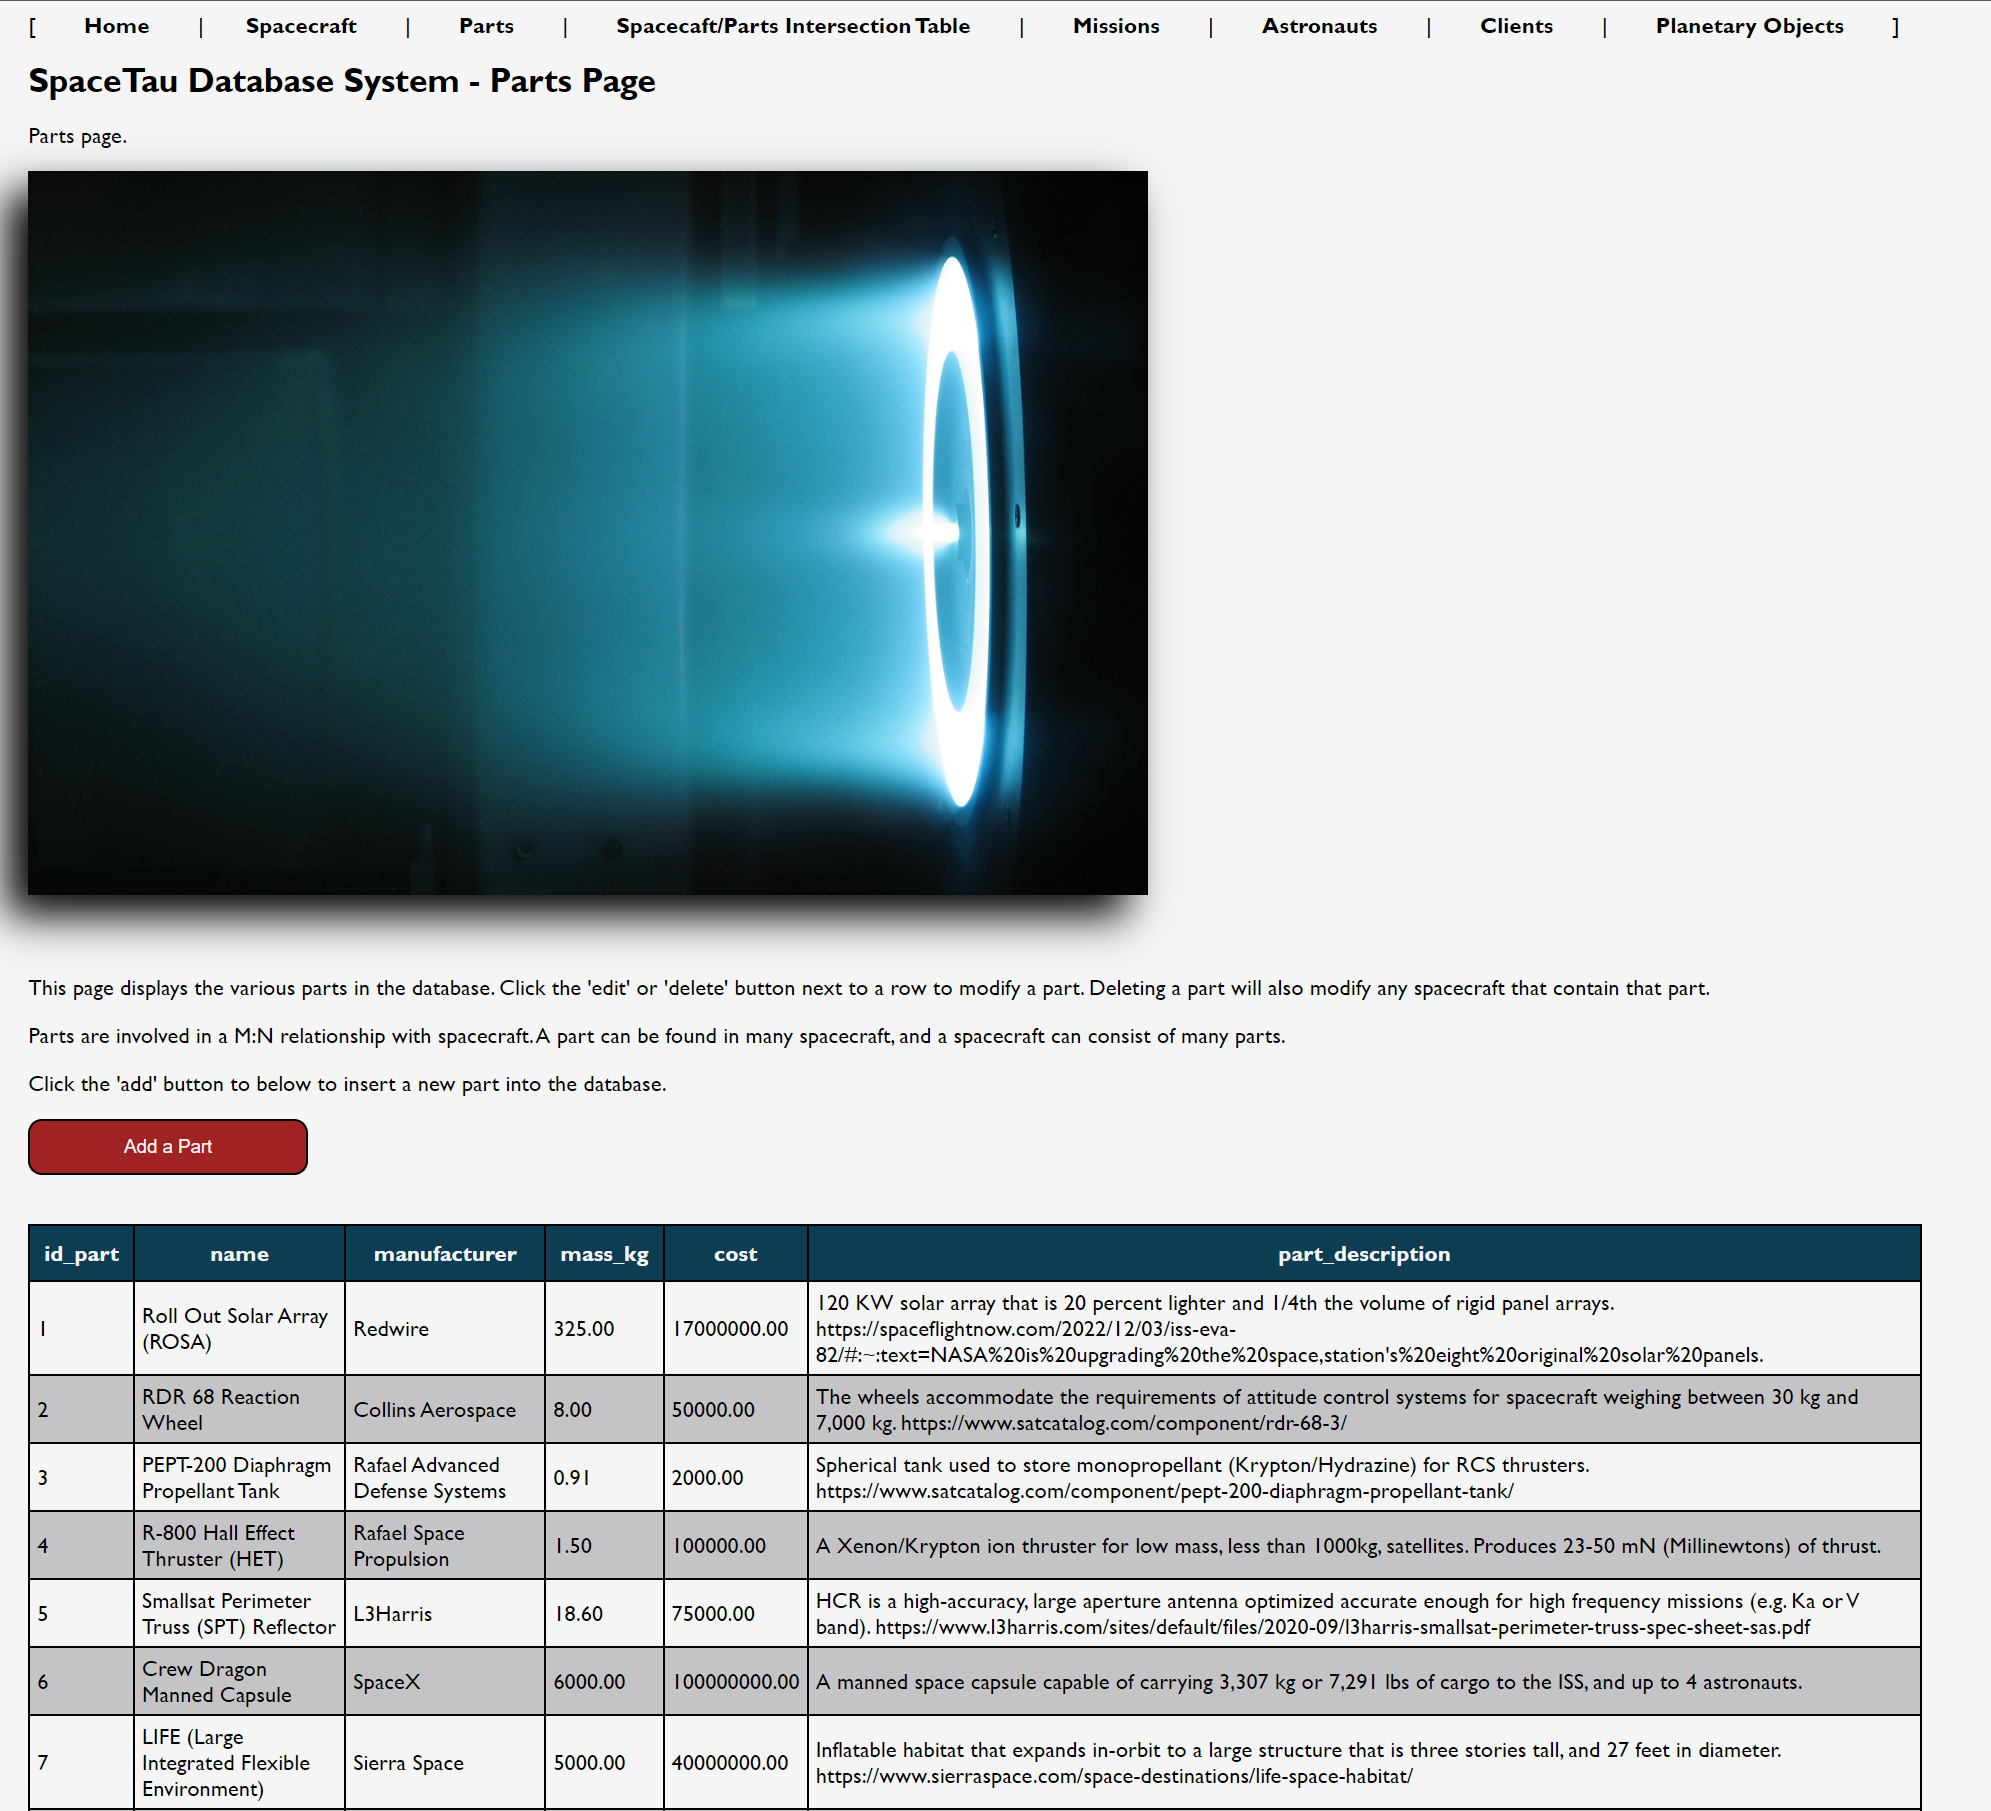 [ Home | Spacecraft | Parts | Spacecaft/Parts Intersection Table | Missions | Astronauts | Clients | Planetary Objects ]
SpaceTau Database System - Parts Page
Parts page.
This page displays the various parts in the database. Click the 'edit' or 'delete' button next to a row to modify a part. Deleting a part will also modify any spacecraft that contain that part.
Parts are involved in a M:N relationship with spacecraft. A part can be found in many spacecraft, and a spacecraft can consist of many parts.
Click the 'add' button to below to insert a new part into the database.
Add a Part
id_part name manufacturer mass_kg cost part_description
1
Roll Out Solar Array
(ROSA)
Redwire
325.00
17000000.00
120 KW solar array that is 20 percent lighter and 1/4th the volume of rigid panel arrays.
https://spaceflightnow.com/2022/12/03/iss-eva-
82/#:~:text=NASA%20is%20upgrading%20the%20space,station's%20eight%20original%20solar%20panels.
2
RDR 68 Reaction
Wheel
Collins Aerospace
8.00
50000.00
The wheels accommodate the requirements of attitude control systems for spacecraft weighing between 30 kg and
7,000 kg. https://www.satcatalog.com/component/rdr-68-3/
3
PEPT-200 Diaphragm
Propellant Tank
Rafael Advanced
Defense Systems
0.91
2000.00
Spherical tank used to store monopropellant (Krypton/Hydrazine) for RCS thrusters.
https://www.satcatalog.com/component/pept-200-diaphragm-propellant-tank/
4
R-800 Hall Effect
Thruster (HET)
Rafael Space
Propulsion
1.50
100000.00
A Xenon/Krypton ion thruster for low mass, less than 1000kg, satellites. Produces 23-50 mN (Millinewtons) of thrust.
5
Smallsat Perimeter
Truss (SPT) Reflector
L3Harris
18.60
75000.00
HCR is a high-accuracy, large aperture antenna optimized accurate enough for high frequency missions (e.g. Ka or V
band). https://www.l3harris.com/sites/default/files/2020-09/l3harris-smallsat-perimeter-truss-spec-sheet-sas.pdf
6
Crew Dragon
Manned Capsule
SpaceX
6000.00
100000000.00
A manned space capsule capable of carrying 3,307 kg or 7,291 lbs of cargo to the ISS, and up to 4 astronauts.
7
LIFE (Large
Integrated Flexible
Environment)
Sierra Space
5000.00
40000000.00
Inflatable habitat that expands in-orbit to a large structure that is three stories tall, and 27 feet in diameter.
https://www.sierraspace.com/space-destinations/life-space-habitat/